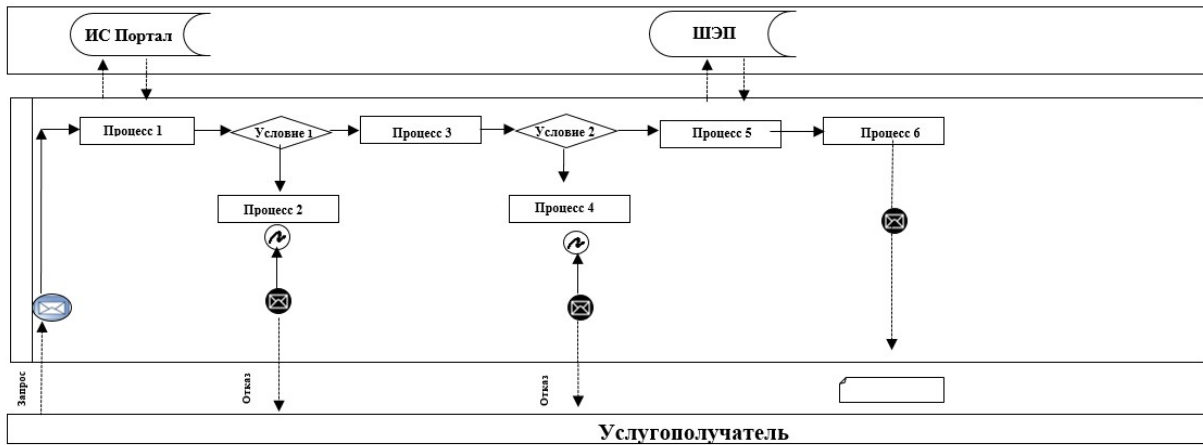 ИС Портал
ШЭП
Процесс 1
Условие 1
Процесс 3
Условие 2
Процесс 5
Процесс 6
Процесс 2
Процесс 4
Запрос
Отказ
Отказ
Услугополучатель